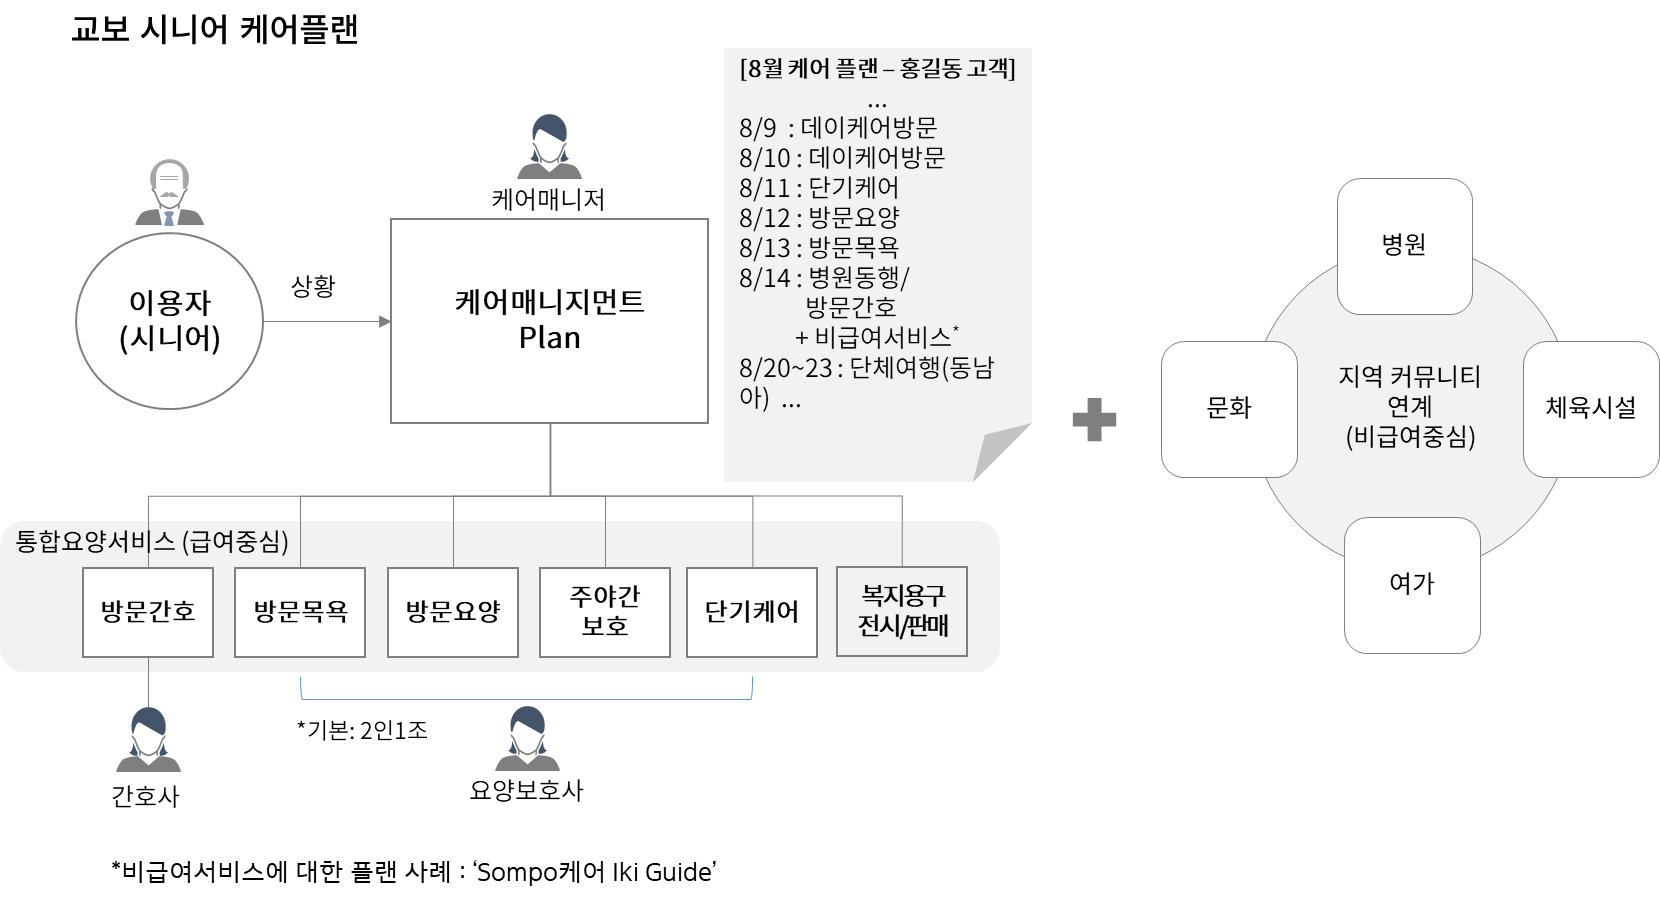 교보 시니어 케어플랜
[8월 케어 플랜 – 홍길동 고객]
...
8/9 : 데이케어방문
8/10 : 데이케어방문
8/11 : 단기케어
8/12 : 방문요양
8/13 : 방문목욕
8/14 : 병원동행/
방문간호
+ 비급여서비스*
8/20~23 : 단체여행(동남
아) ...
케어매니저
이용자
(시니어)
상황
케어매니지먼트
Plan
병원
문화
지역 커뮤니티
연계
(비급여중심)
체육시설
여가
통합요양서비스 (급여중심)
방문간호
방문목욕
방문요양
주야간
보호
단기케어
복지용구
전시/판매
*기본: 2인1조
간호사
요양보호사
*비급여서비스에 대한 플랜 사례 : ‘Sompo케어 Iki Guide’